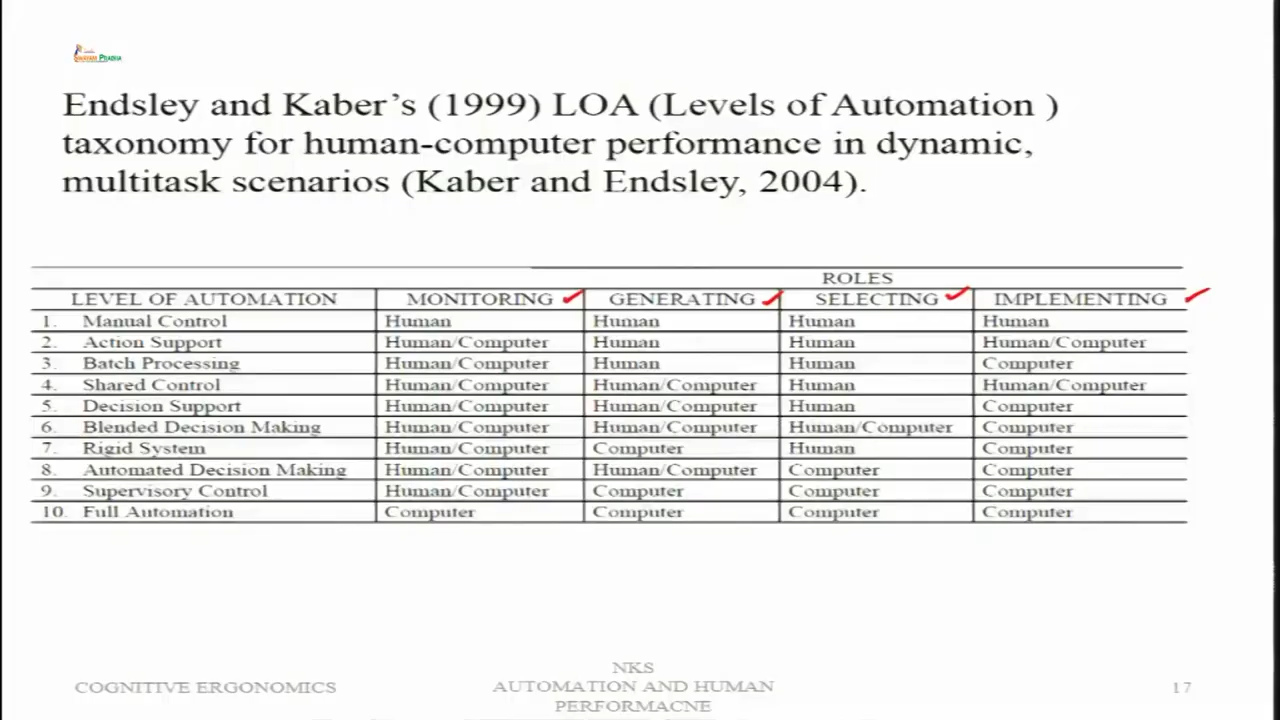 Endsley and Kaber's (1999) LOA (Levels of Automation )
taxonomy for human-computer performance in dynamic,
multitask scenarios (Kaber and Endsley, 2004).
ROLES
LEVEL OF AUTOMATION MONITORING GENERATING SELECTING IMPLEMENTING
1. Manual Control Human Human Human Human
2. Action Support Human/Computer Human Human Human/Computer
3. Batch Processing Human/Computer Human Human Computer
4. Shared Control Human/Computer Human/Computer Human Human/Computer
5. Decision Support Human/Computer Human/Computer Human Computer
6. Blended Decision Making Human/Computer Human/Computer Human/Computer Computer
7. Rigid System Human/Computer Computer Human Computer
8. Automated Decision Making Human/Computer Human/Computer Computer Computer
9. Supervisory Control Human/Computer Computer Computer Computer
10. Full Automation Computer Computer Computer Computer
NKS
COGNITIVE ERGONOMICS AUTOMATION AND HUMAN 17
PERFORMACNE